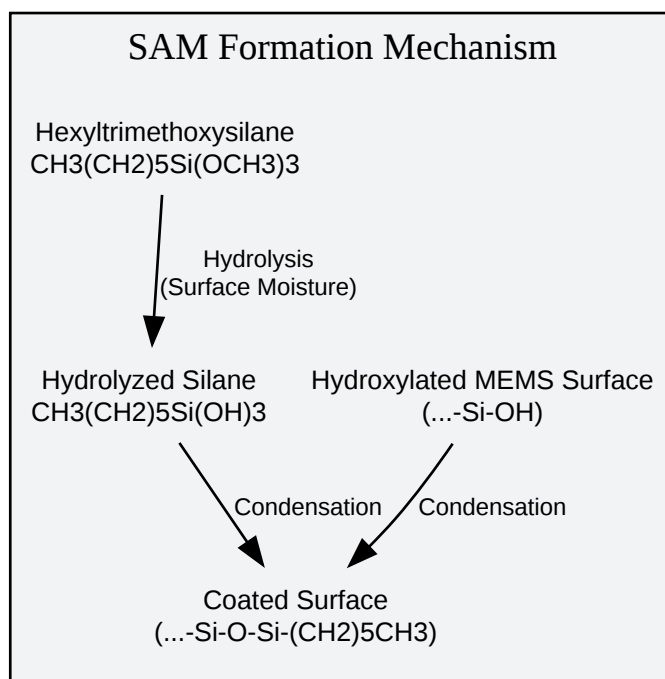 SAM Formation Mechanism
Hexyltrimethoxysilane
CH3(CH2)5Si(OCH3)3
Hydrolysis
(Surface Moisture)
Hydrolyzed Silane
CH3(CH2)5Si(OH)3
Hydroxylated MEMS Surface
(...-Si-OH)
Condensation
Condensation
Coated Surface
(...-Si-O-Si-(CH2)5CH3)